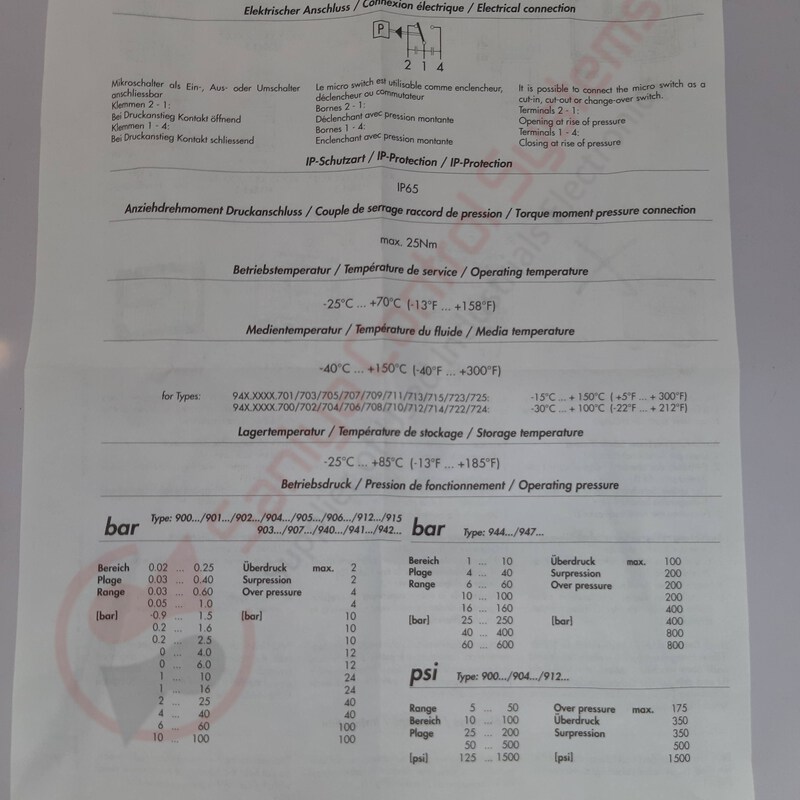 Elektrischer Anschluss / Connexion électrique / Electrical connection
P
2 1 4
Mikroschalter als Ein-, Aus- oder Umschalter
anschliessbar
Klemmen 2 - 1:
Bei Druckanstieg Kontakt öffnend
Klemmen 1 - 4:
Bei Druckanstieg Kontakt schliessend
Le micro switch est utilisable comme enclencheur,
déclencheur ou commutateur
Bornes 2 - 1:
Déclenchant avec pression montante
Bornes 1 - 4:
Enclenchant avec pression montante
It is possible to connect the micro switch as a
cut-in, cut-out or change-over switch.
Terminals 2 - 1:
Opening at rise of pressure
Terminals 1 - 4:
Closing at rise of pressure
IP-Schutzart / IP-Protection / IP-Protection
IP65
Anziehdrehmoment Druckanschluss / Couple de serrage raccord de pression / Torque moment pressure connection
max. 25Nm
Betriebstemperatur / Température de service / Operating temperature
-25°C ... +70°C (-13°F ... +158°F)
Medientemperatur / Température du fluide / Media temperature
-40°C ... +150°C (-40°F ... +300°F)
for Types: 94X.XXXX.701/703/705/707/709/711/713/715/723/725: -15°C ... + 150°C ( +5°F ... + 300°F)
94X.XXXX.700/702/704/706/708/710/712/714/722/724: -30°C ... + 100°C (-22°F ... + 212°F)
Lagertemperatur / Température de stockage / Storage temperature
-25°C ... +85°C (-13°F ... +185°F)
Betriebsdruck / Pression de fonctionnement / Operating pressure
bar Type: 900.../901.../902.../904.../905.../906.../912.../915
903.../907.../940.../941.../942...
Bereich 0.02 ... 0.25 Überdruck max. 2
Plage 0.03 ... 0.40 Surpression 2
Range 0.03 ... 0.60 Over pressure 4
0.05 ... 1.0 4
[bar] -0.9 ... 1.5 [bar] 10
0.2 ... 1.6 10
0.2 ... 2.5 10
0 ... 4.0 12
0 ... 6.0 12
1 ... 10 24
1 ... 16 24
2 ... 25 40
4 ... 40 40
6 ... 60 100
10 ... 100 100
bar Type: 944.../947...
Bereich 1 ... 10 Überdruck max. 100
Plage 4 ... 40 Surpression 200
Range 6 ... 60 Over pressure 200
10 ... 100 200
16 ... 160 400
[bar] 25 ... 250 [bar] 400
40 ... 400 800
60 ... 600 800
psi Type: 900.../904.../912...
Range 5 ... 50 Over pressure max. 175
Bereich 10 ... 100 Überdruck 350
Plage 25 ... 200 Surpression 350
50 ... 500 500
[psi] 125 ... 1500 [psi] 1500